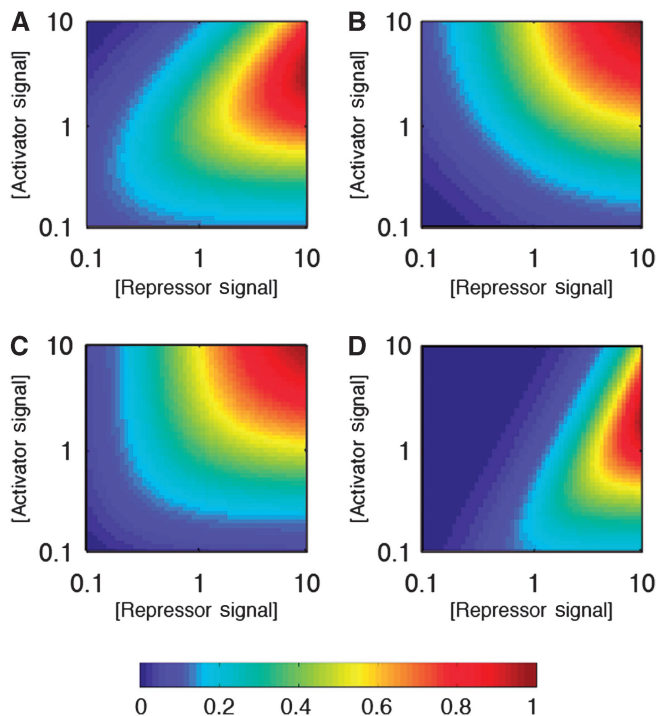 A
B
10
1
0.1
[Activator signal]
0.1 1 10
[Repressor signal]
10
1
0.1
[Activator signal]
0.1 1 10
[Repressor signal]
C
D
10
1
0.1
[Activator signal]
0.1 1 10
[Repressor signal]
10
1
0.1
[Activator signal]
0.1 1 10
[Repressor signal]
0 0.2 0.4 0.6 0.8 1